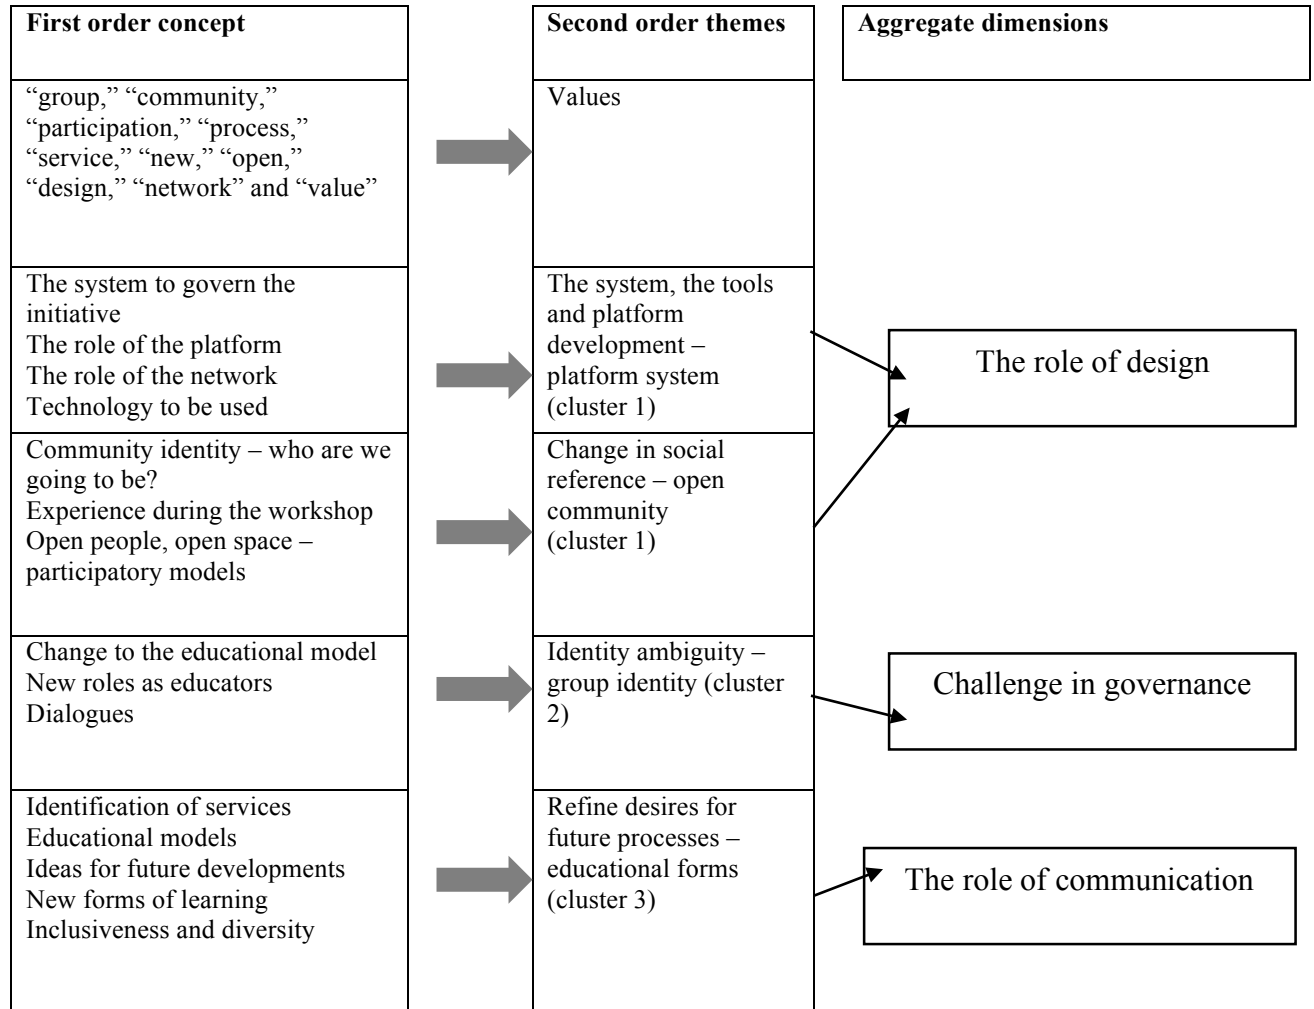 First order concept
Second order themes
Aggregate dimensions
“group,” “community,”
“participation,” “process,”
“service,” “new,” “open,”
“design,” “network” and “value”
Values
The system to govern the
initiative
The role of the platform
The role of the network
Technology to be used
The system, the tools
and platform
development –
platform system
(cluster 1)
The role of design
Community identity – who are we
going to be?
Experience during the workshop
Open people, open space –
participatory models
Change in social
reference – open
community
(cluster 1)
Change to the educational model
New roles as educators
Dialogues
Identity ambiguity –
group identity (cluster
2)
Challenge in governance
Identification of services
Educational models
Ideas for future developments
New forms of learning
Inclusiveness and diversity
Refine desires for
future processes –
educational forms
(cluster 3)
The role of communication